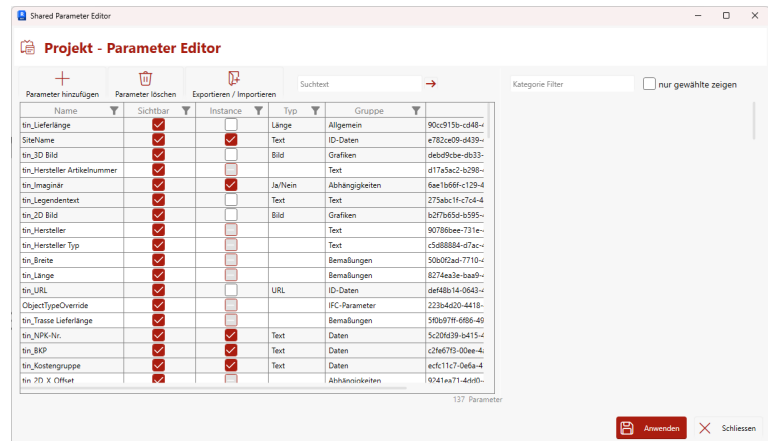 Shared Parameter Editor
Projekt - Parameter Editor
Parameter hinzufügen Parameter löschen Exportieren / Importieren Suchtext Kategorie Filter nur gewählte zeigen
Name Sichtbar Instance Typ Gruppe
tin_Lieferlänge Länge Allgemein 90cc915b-cd48-
SiteName Text ID-Daten e782ce09-d439-
tin_3D Bild Bild Grafiken debd9cbe-db33-
tin_Hersteller Artikelnummer Text d17a5ac2-b298-
tin_Imaginär Ja/Nein Abhängigkeiten 6ae1b66f-c129-4
tin_Legendentext Text Text 275abc1f-c7c4-4
tin_2D Bild Bild Grafiken b2f7b65d-b595-
tin_Hersteller Text 90786bee-731e-
tin_Hersteller Typ Text c5d88884-d7ac-
tin_Breite Bemaßungen 50b0f2ad-7710-
tin_Länge Bemaßungen 8274ea3e-baa9-
tin_URL URL ID-Daten def48b14-0643-
ObjectTypeOverride IFC-Parameter 223b4d20-4418-
tin_Trasse Lieferlänge Bemaßungen 5f0b97ff-6f86-49
tin_NPK-Nr. Text Daten 5c20fd39-b415-
tin_BKP Text Daten c2fe67f3-00ee-4
tin_Kostengruppe Text Daten ecfc11c7-0e6a-4
tin_2D_X_Offset Abhängigkeiten 9241ea71-4dd0-
137 Parameter
Anwenden Schliessen